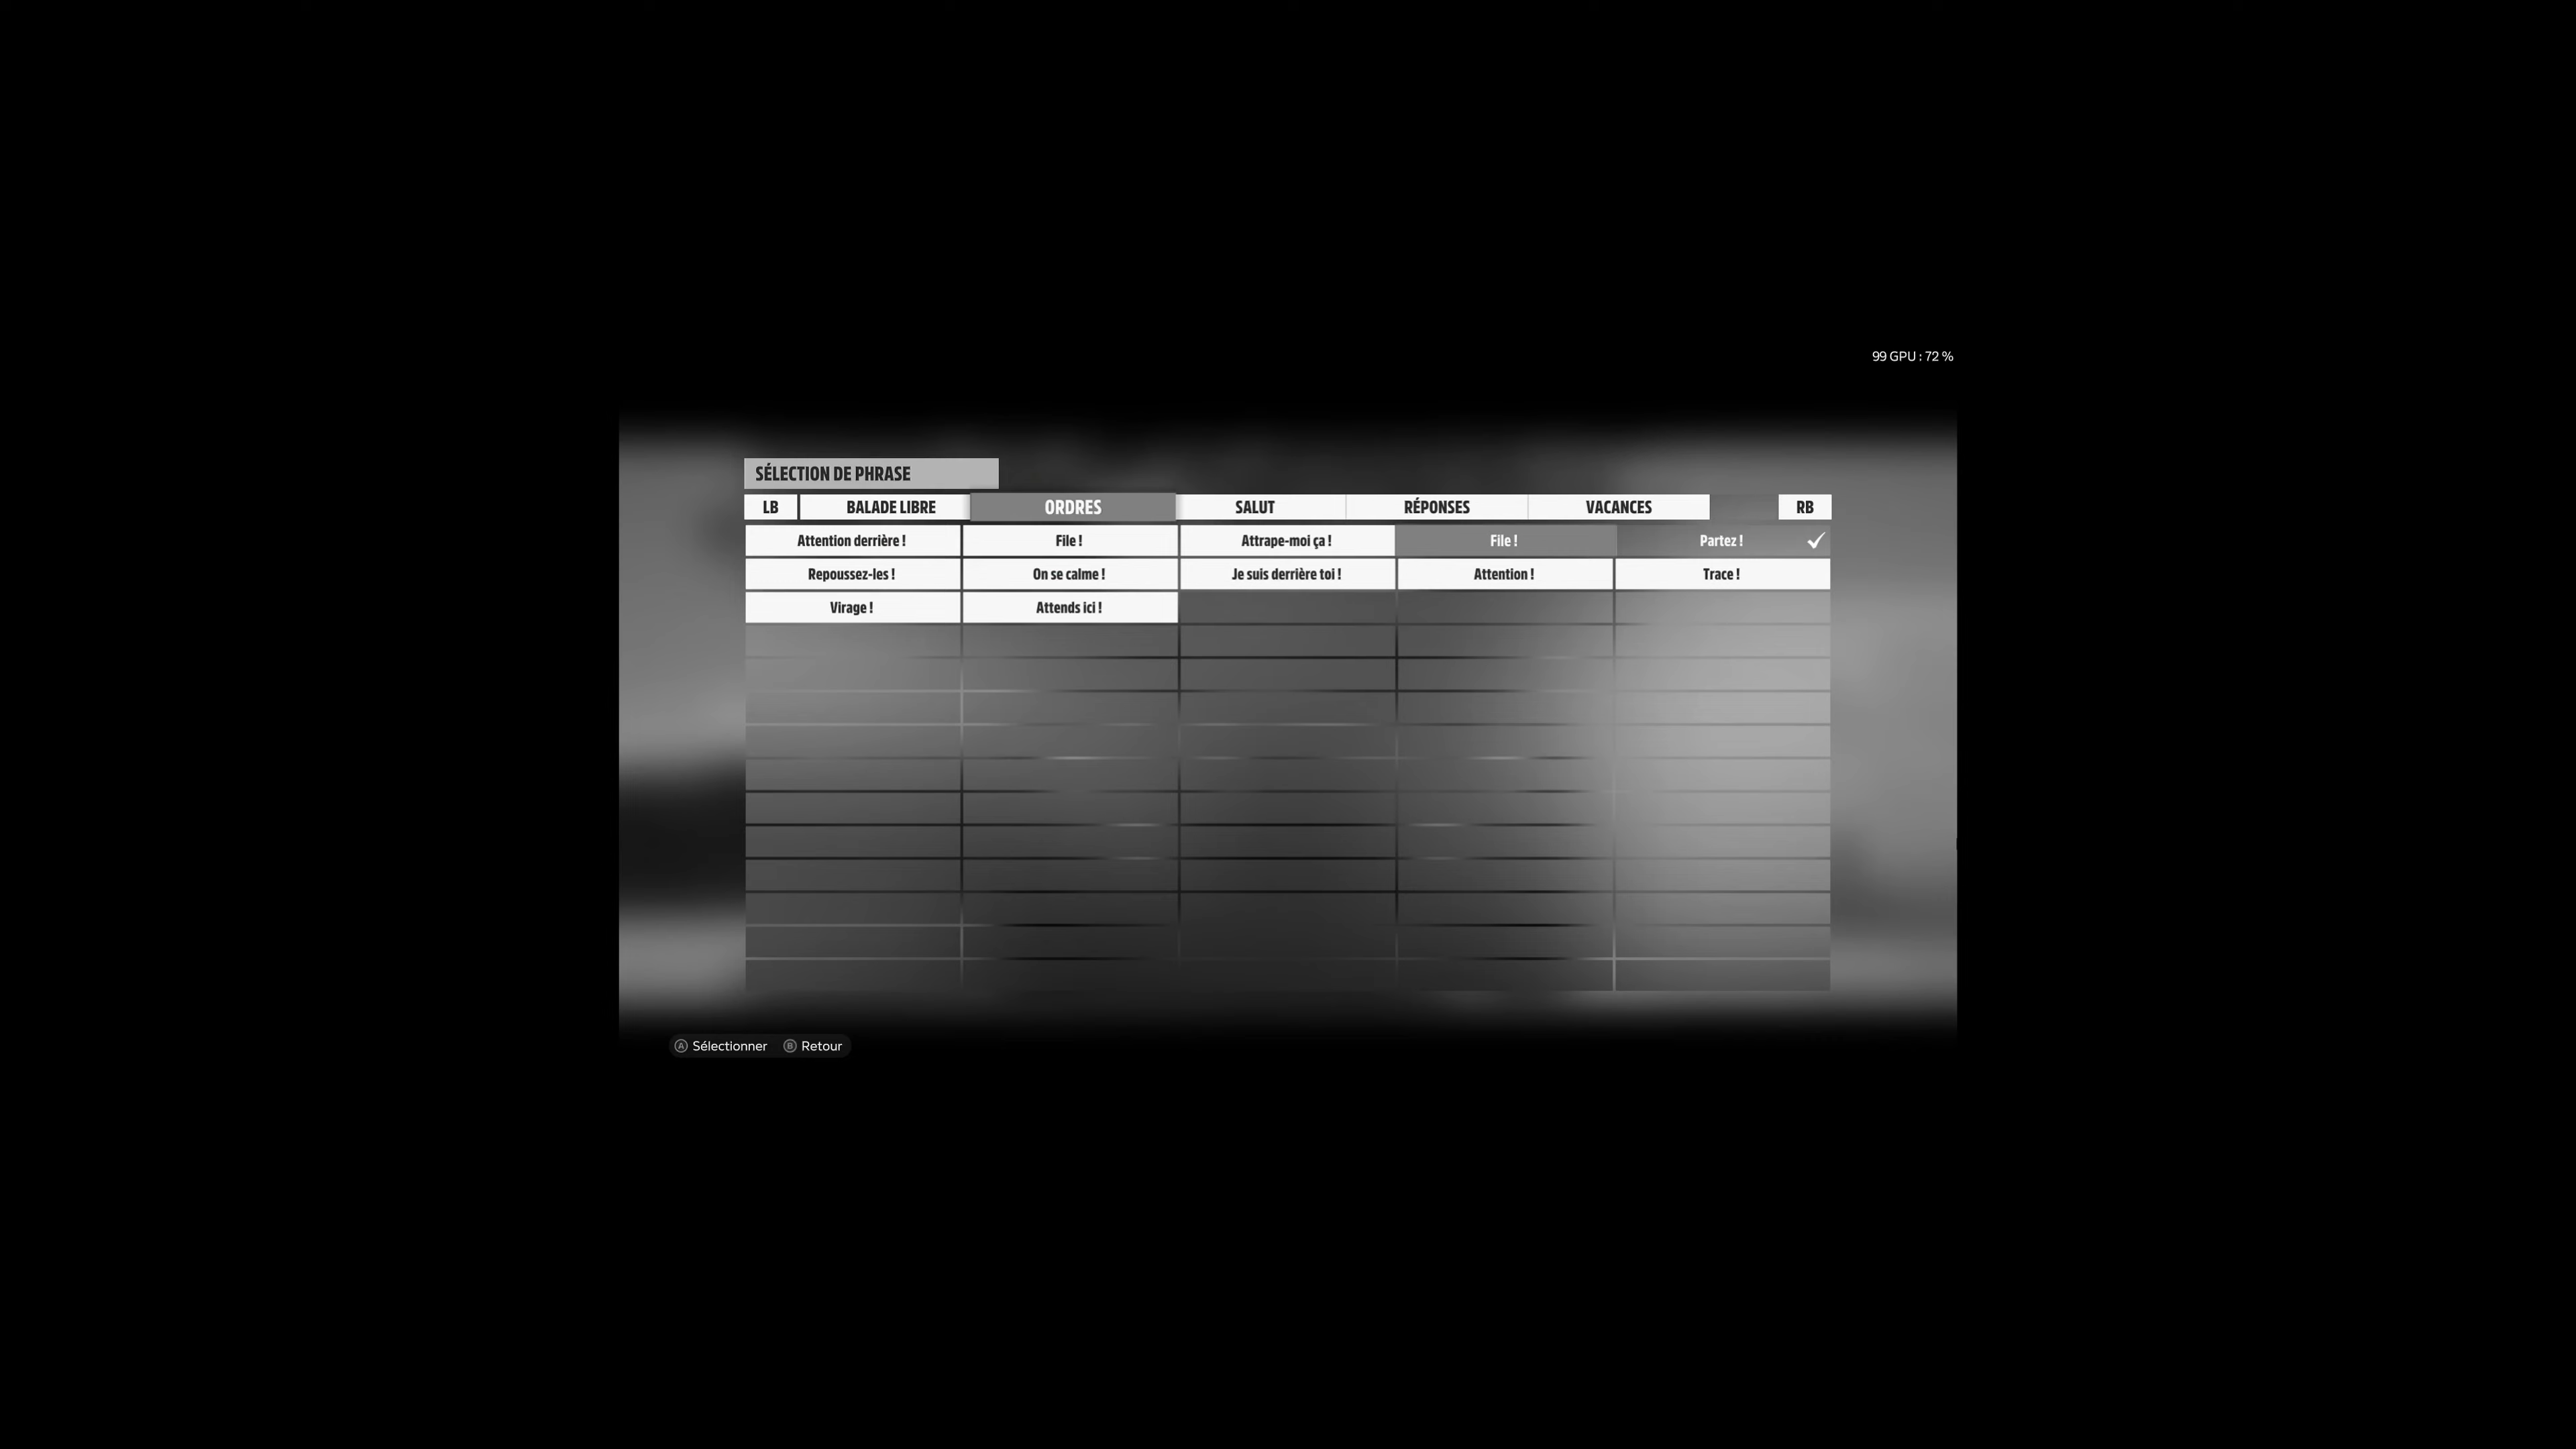 99 GPU : 72 %
SÉLECTION DE PHRASE
LB BALADE LIBRE ORDRES SALUT RÉPONSES VACANCES RB
Attention derrière ! File ! Attrape-moi ça ! File ! Partez !
Repoussez-les ! On se calme ! Je suis derrière toi ! Attention ! Trace !
Virage ! Attends ici !
A Sélectionner B Retour